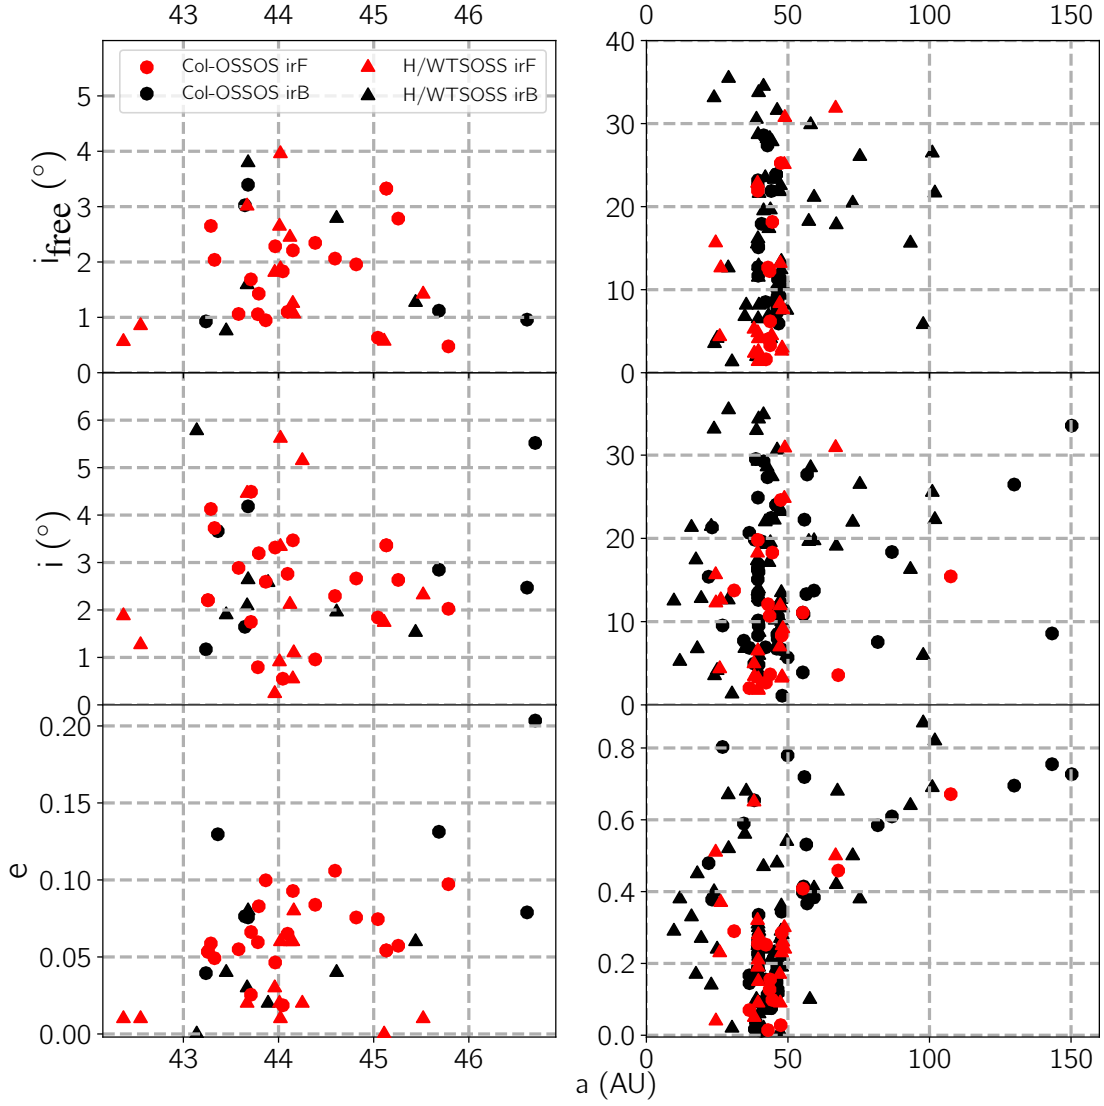 43 44 45 46
0 50 100 150
Col-OSSOS irF
Col-OSSOS irB
H/WTSOSS irF
H/WTSOSS irB
i_free (°)
5
4
3
2
1
0
40
30
20
10
0
i (°)
6
5
4
3
2
1
0
30
20
10
0
e
0.20
0.15
0.10
0.05
0.00
0.8
0.6
0.4
0.2
0.0
43 44 45 46
0 50 100 150
a (AU)